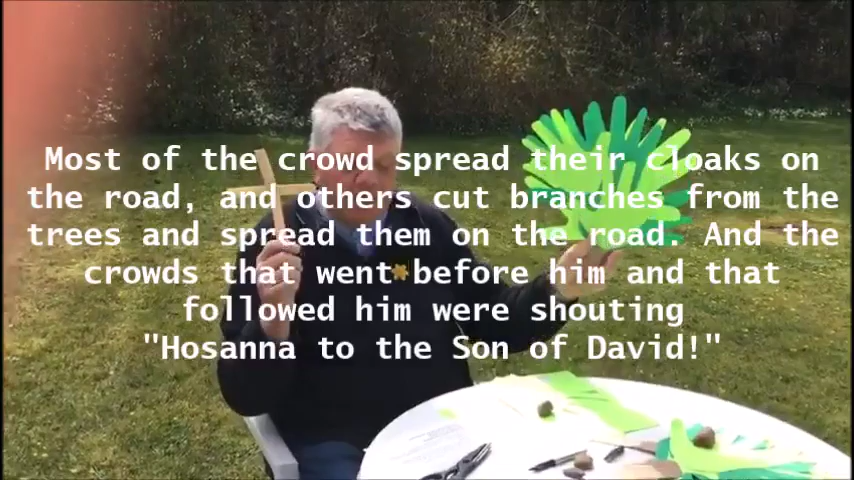 Most of the crowd spread their cloaks on
the road, and others cut branches from the
trees and spread them on the road. And the
crowds that went before him and that
followed him were shouting
"Hosanna to the Son of David!"